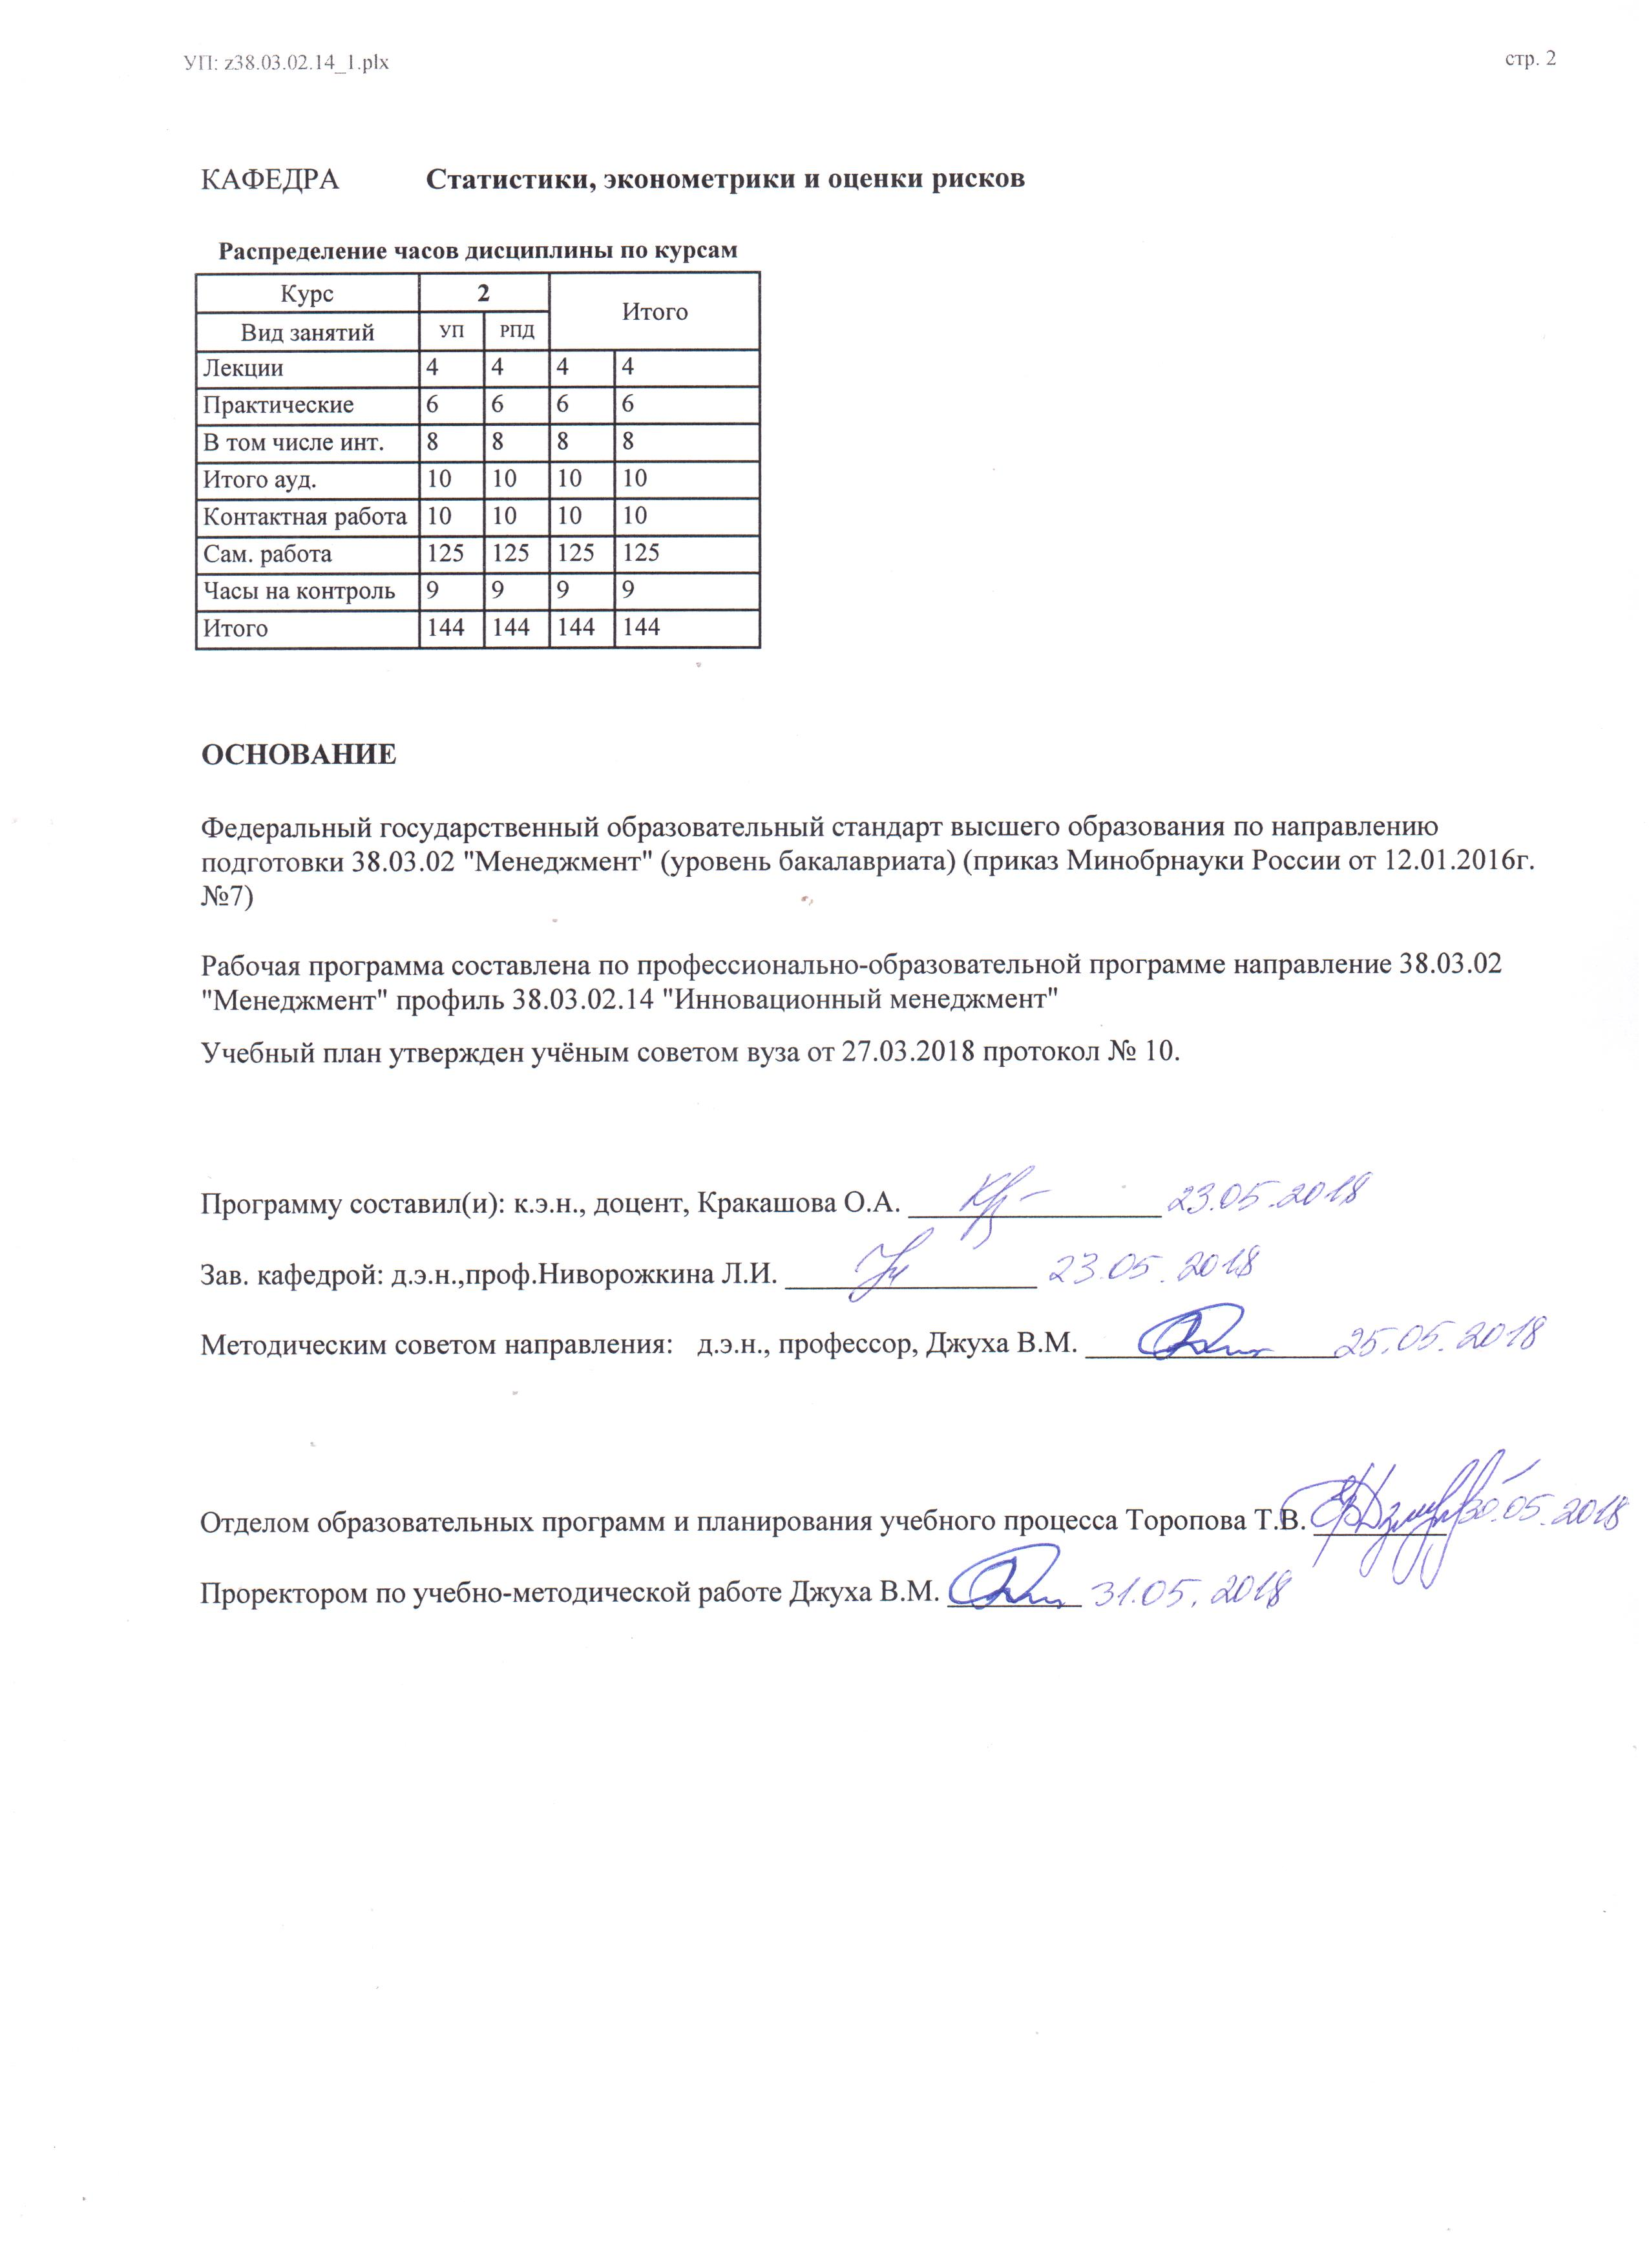 УП: z38.03.02.14_1.plx
стр. 2
КАФЕДРА Статистики, эконометрики и оценки рисков
Распределение часов дисциплины по курсам
Курс 2 Итого
Вид занятий УП РПД
Лекции 4 4 4 4
Практические 6 6 6 6
В том числе инт. 8 8 8 8
Итого ауд. 10 10 10 10
Контактная работа 10 10 10 10
Сам. работа 125 125 125 125
Часы на контроль 9 9 9 9
Итого 144 144 144 144
ОСНОВАНИЕ
Федеральный государственный образовательный стандарт высшего образования по направлению
подготовки 38.03.02 "Менеджмент" (уровень бакалавриата) (приказ Минобрнауки России от 12.01.2016г.
№7)
Рабочая программа составлена по профессионально-образовательной программе направление 38.03.02
"Менеджмент" профиль 38.03.02.14 "Инновационный менеджмент"
Учебный план утвержден учёным советом вуза от 27.03.2018 протокол № 10.
Программу составил(и): к.э.н., доцент, Кракашова О.А. 23.05.2018
Зав. кафедрой: д.э.н.,проф.Ниворожкина Л.И. 23.05.2018
Методическим советом направления: д.э.н., профессор, Джуха В.М. 25.05.2018
Отделом образовательных программ и планирования учебного процесса Торопова Т.В. 30.05.2018
Проректором по учебно-методической работе Джуха В.М. 31.05.2018